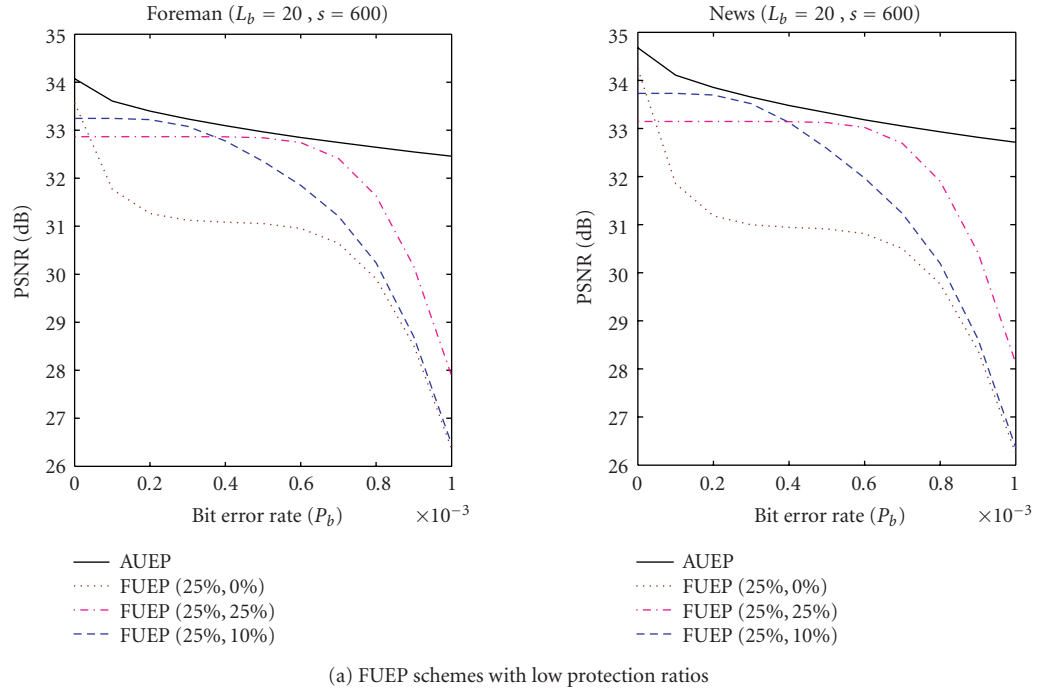 Foreman (L_b = 20 , s = 600)
PSNR (dB)
35
34
33
32
31
30
29
28
27
26
0
0.2
0.4
0.6
0.8
1
×10⁻³
Bit error rate (P_b)
AUEP
FUEP (25%, 0%)
FUEP (25%, 25%)
FUEP (25%, 10%)
News (L_b = 20 , s = 600)
PSNR (dB)
35
34
33
32
31
30
29
28
27
26
0
0.2
0.4
0.6
0.8
1
×10⁻³
Bit error rate (P_b)
AUEP
FUEP (25%, 0%)
FUEP (25%, 25%)
FUEP (25%, 10%)
(a) FUEP schemes with low protection ratios